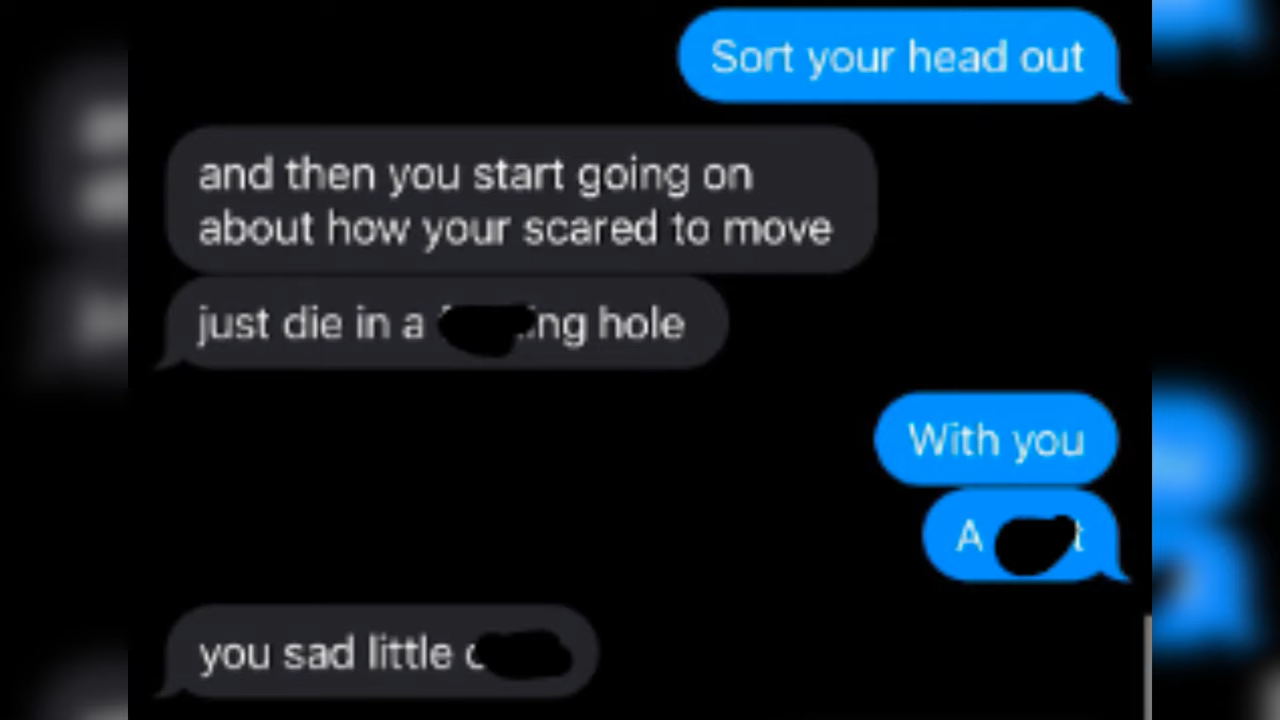 Sort your head out
and then you start going on
about how your scared to move
just die in a hole
With you
A
you sad little